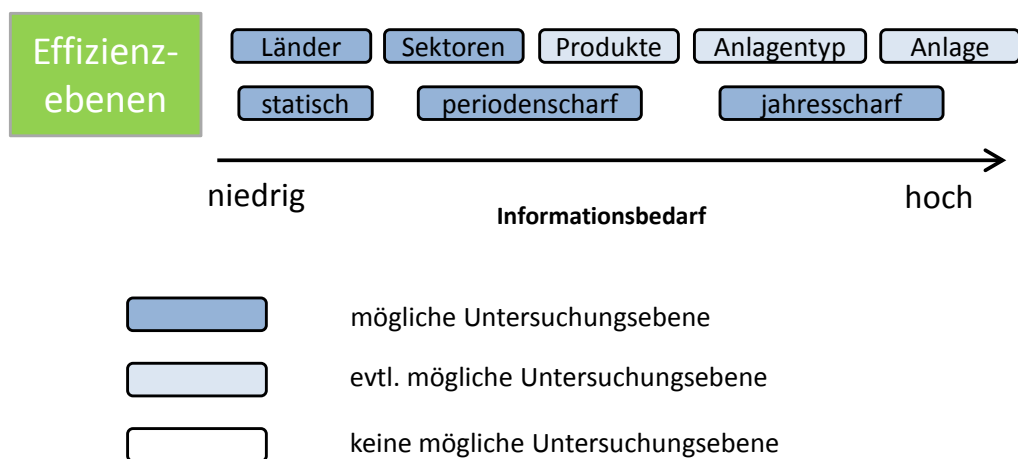 Effizienz-
ebenen
Länder Sektoren Produkte Anlagentyp Anlage
statisch periodenscharf jahresscharf
niedrig Informationsbedarf hoch
mögliche Untersuchungsebene
evtl. mögliche Untersuchungsebene
keine mögliche Untersuchungsebene